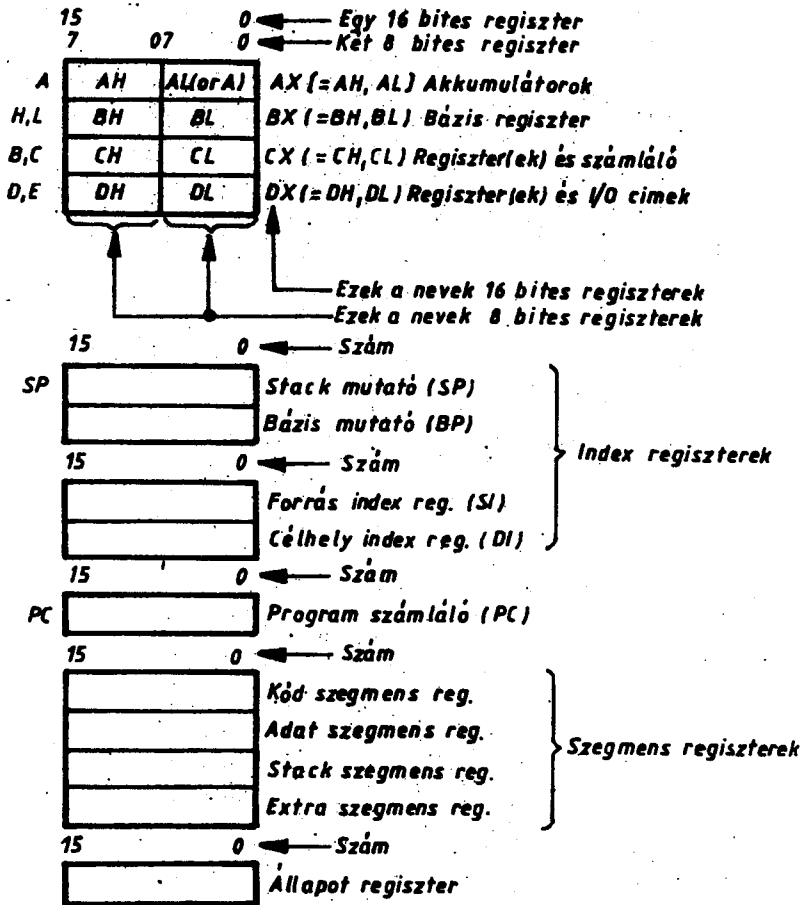 15 0 Egy 16 bites regiszter
7 07 0 Két 8 bites regiszter
A AH AL(or A) AX [=AH, AL] Akkumulátorok
H,L BH BL BX (=BH,BL) Bázis regiszter
B,C CH CL CX (=CH,CL) Regiszter(ek) és számláló
D,E DH DL DX (=DH,DL) Regiszter(ek) és I/O cimek
Ezek a nevek 16 bites regiszterek
Ezek a nevek 8 bites regiszterek
15 0 Szám
SP Stack mutató (SP)
Bázis mutató (BP)
Index regiszterek
15 0 Szám
Forrás index reg. (SI)
Célhely index reg. (DI)
15 0 Szám
PC Program számláló (PC)
15 0 Szám
Kód szegmens reg.
Adat szegmens reg.
Szegmens regiszterek
Stack szegmens reg.
Extra szegmens reg.
15 0 Szám
Állapot regiszter